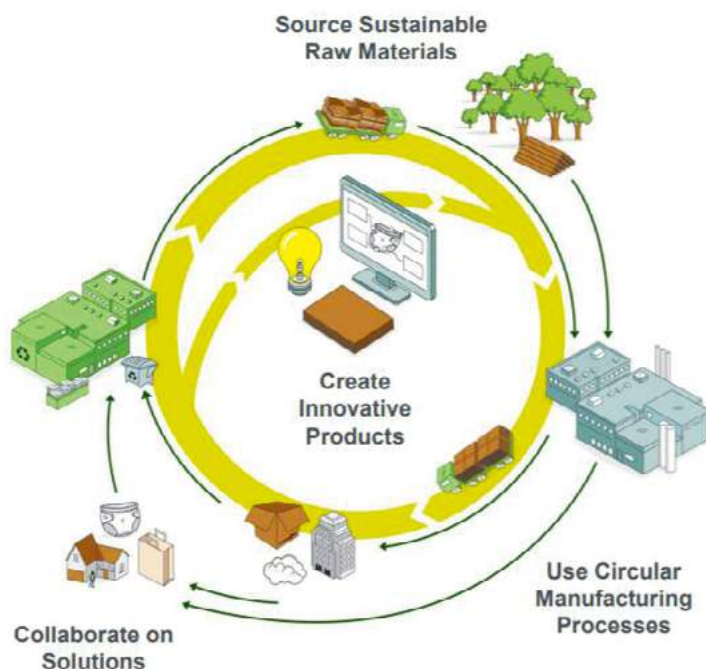 Source Sustainable
Raw Materials
Create
Innovative
Products
Use Circular
Manufacturing
Processes
Collaborate on
Solutions